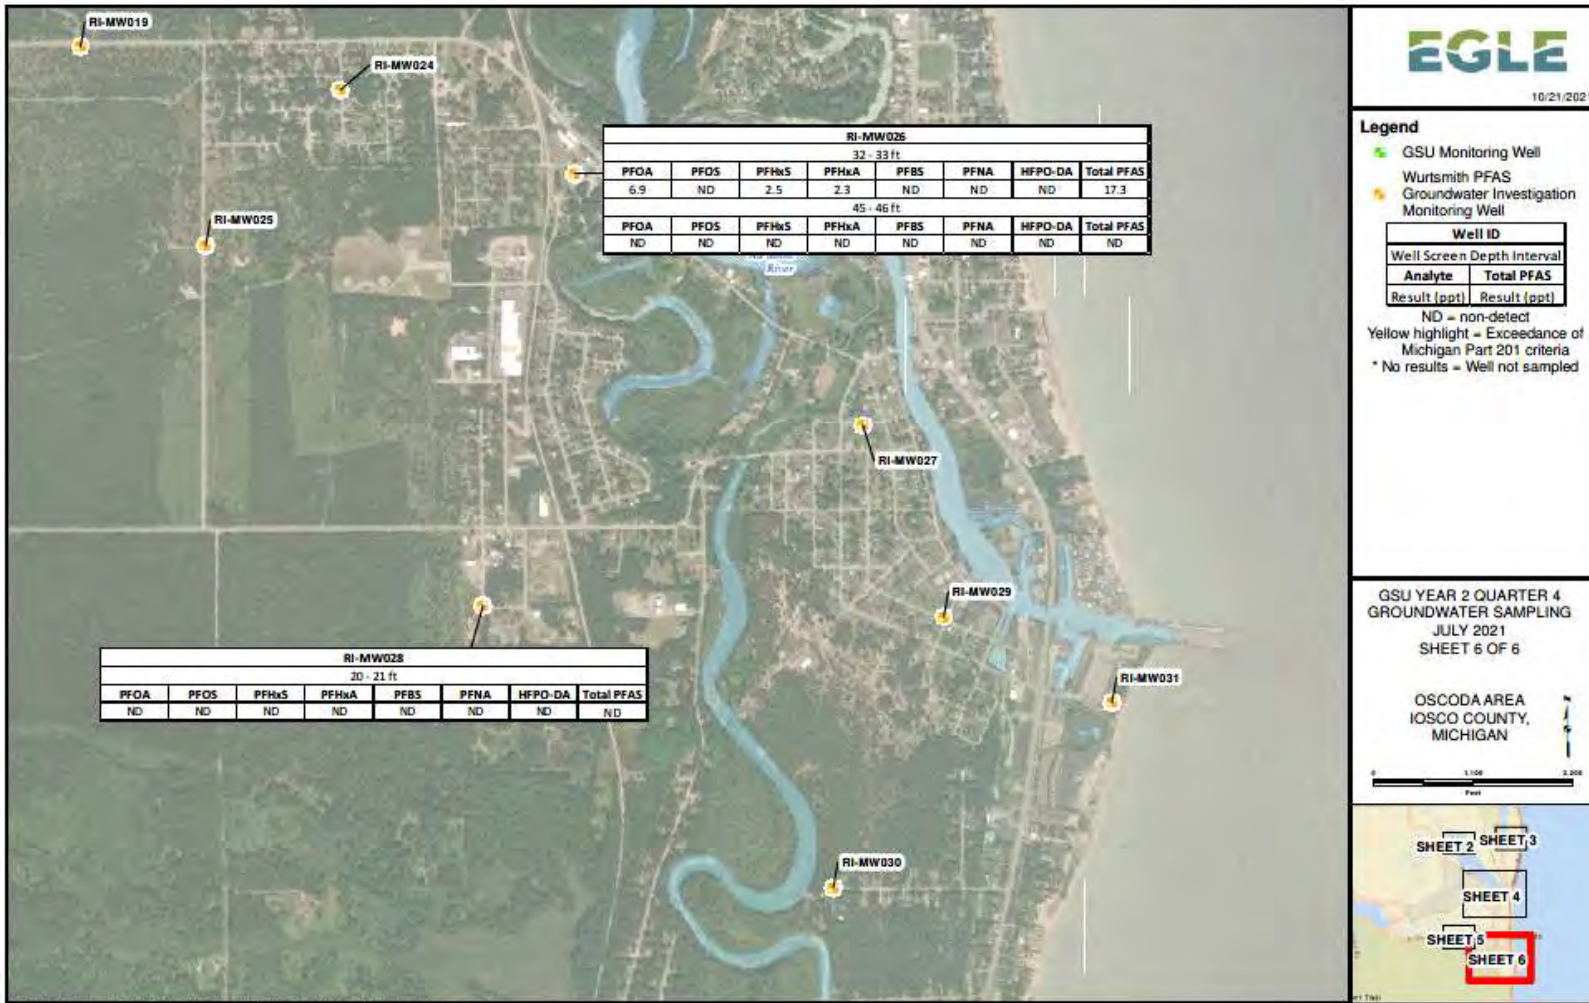 RI-MW019
RI-MW024
RI-MW025
RI-MW026
32 - 33 ft
PFOA PFOS PFHxS PFHxA PFBS PFNA HFPO-DA Total PFAS
6.9 ND 2.5 2.3 ND ND ND 17.3
45 - 46 ft
PFOA PFOS PFHxS PFHxA PFBS PFNA HFPO-DA Total PFAS
ND ND ND ND ND ND ND ND
River
RI-MW027
RI-MW029
RI-MW031
RI-MW028
20 - 21 ft
PFOA PFOS PFHxS PFHxA PFBS PFNA HFPO-DA Total PFAS
ND ND ND ND ND ND ND ND
RI-MW030
EGLE
10/21/2021
Legend
GSU Monitoring Well
Wurtsmith PFAS
Groundwater Investigation
Monitoring Well
Well ID
Well Screen Depth Interval
Analyte Total PFAS
Result (ppt) Result (ppt)
ND = non-detect
Yellow highlight = Exceedance of
Michigan Part 201 criteria
* No results = Well not sampled
GSU YEAR 2 QUARTER 4
GROUNDWATER SAMPLING
JULY 2021
SHEET 6 OF 6
OSCODA AREA
IOSCO COUNTY,
MICHIGAN
0 1,100 2,200
Feet
SHEET 2 SHEET 3
SHEET 4
SHEET 5
SHEET 6